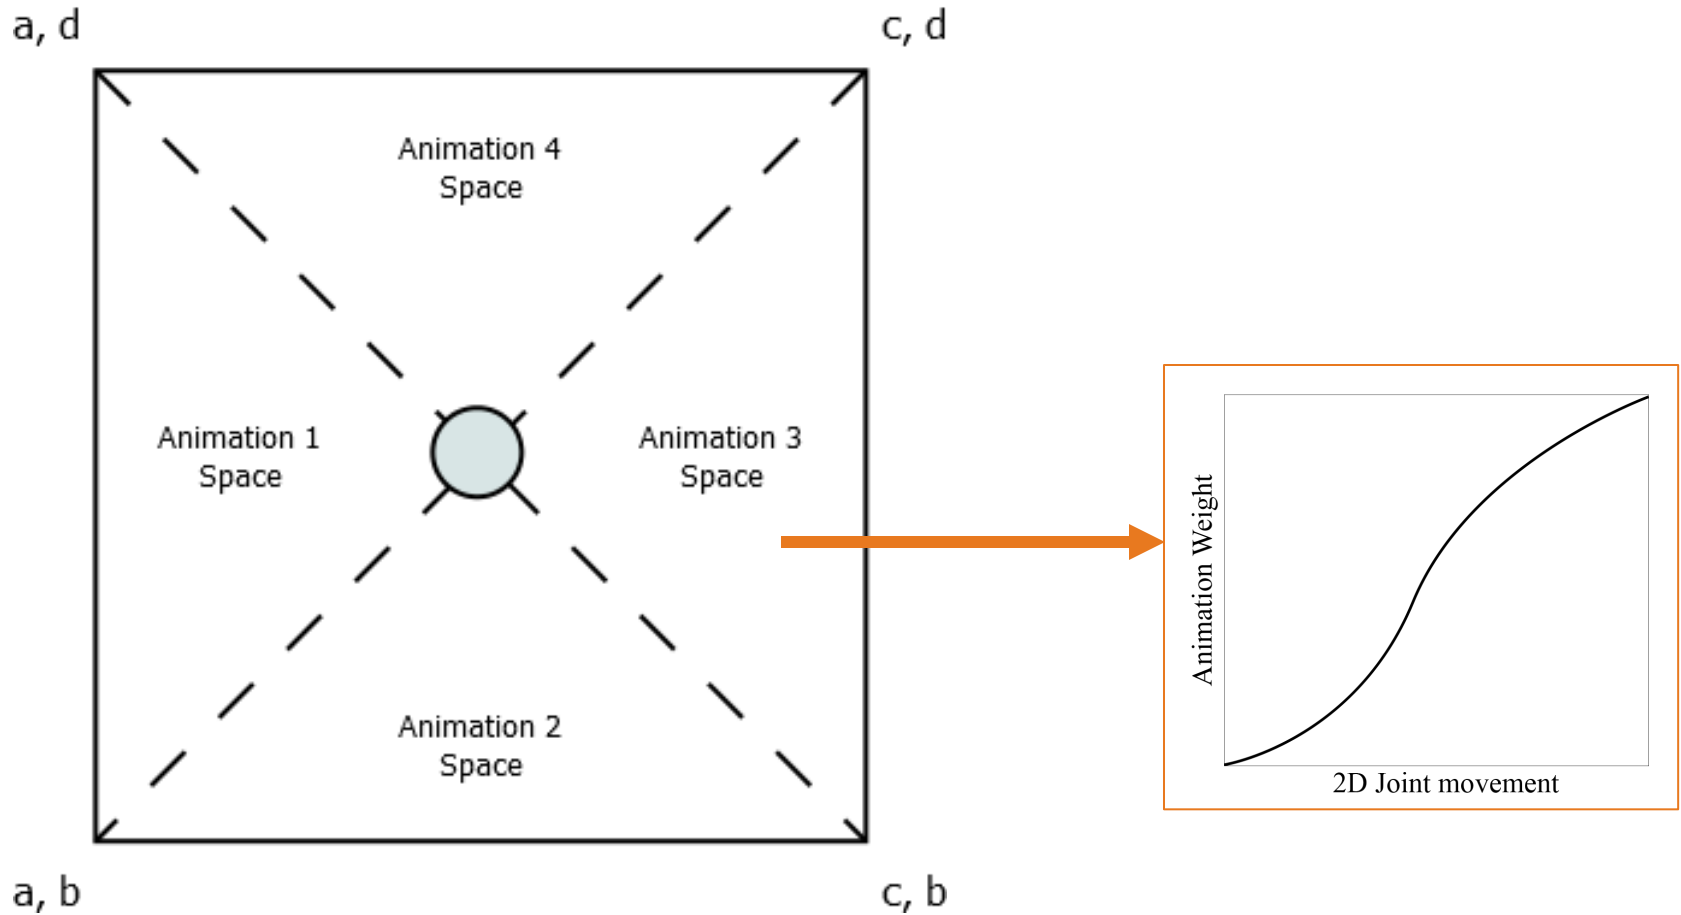 a, d
c, d
Animation 4
Space
Animation 1
Space
Animation 3
Space
Animation 2
Space
a, b
c, b
Animation Weight
2D Joint movement